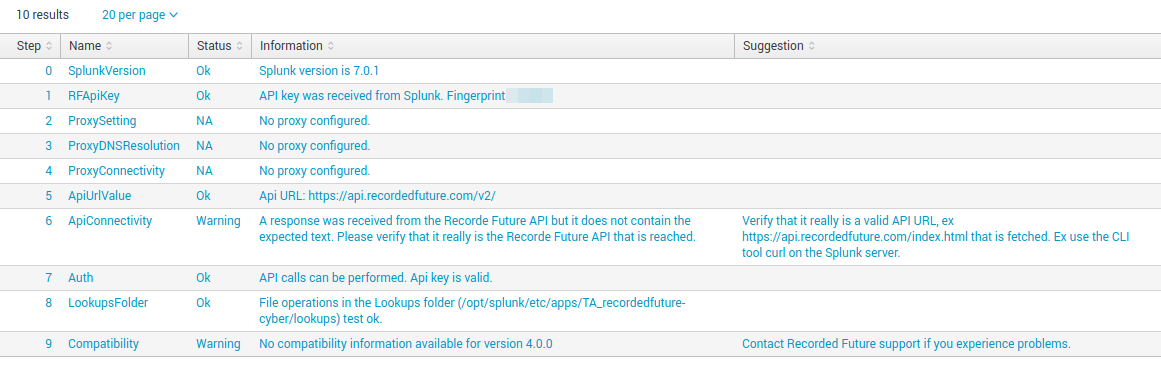 10 results 20 per page
Step Name Status Information Suggestion
0 SplunkVersion Ok Splunk version is 7.0.1
1 RFApiKey Ok API key was received from Splunk. Fingerprint
2 ProxySetting NA No proxy configured.
3 ProxyDNSResolution NA No proxy configured.
4 ProxyConnectivity NA No proxy configured.
5 ApiUrlValue Ok Api URL: https://api.recordedfuture.com/v2/
6 ApiConnectivity Warning A response was received from the Recorde Future API but it does not contain the Verify that it really is a valid API URL, ex
expected text. Please verify that it really is the Recorde Future API that is reached. https://api.recordedfuture.com/index.html that is fetched. Ex use the CLI
tool curl on the Splunk server.
7 Auth Ok API calls can be performed. Api key is valid.
8 LookupsFolder Ok File operations in the Lookups folder (/opt/splunk/etc/apps/TA_recordedfuture-
cyber/lookups) test ok.
9 Compatibility Warning No compatibility information available for version 4.0.0 Contact Recorded Future support if you experience problems.